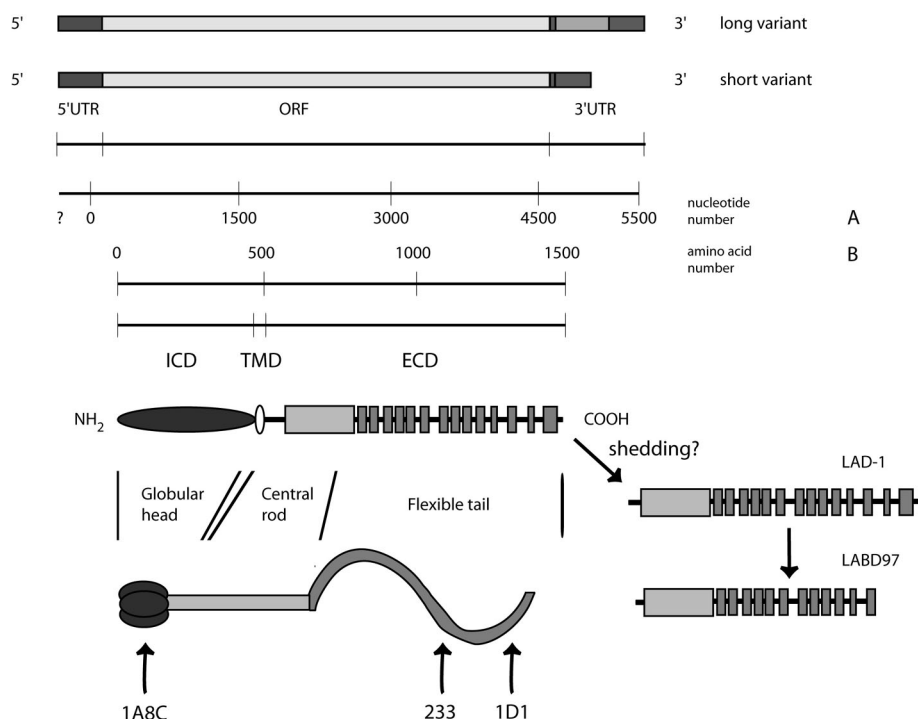 5' 3' long variant
5' 3' short variant
5'UTR ORF 3'UTR
? 0 1500 3000 4500 5500 nucleotide number A
0 500 1000 1500 amino acid number B
ICD TMD ECD
NH2 COOH
shedding?
LAD-1
Globular head
Central rod
Flexible tail
LABD97
1A8C 233 1D1